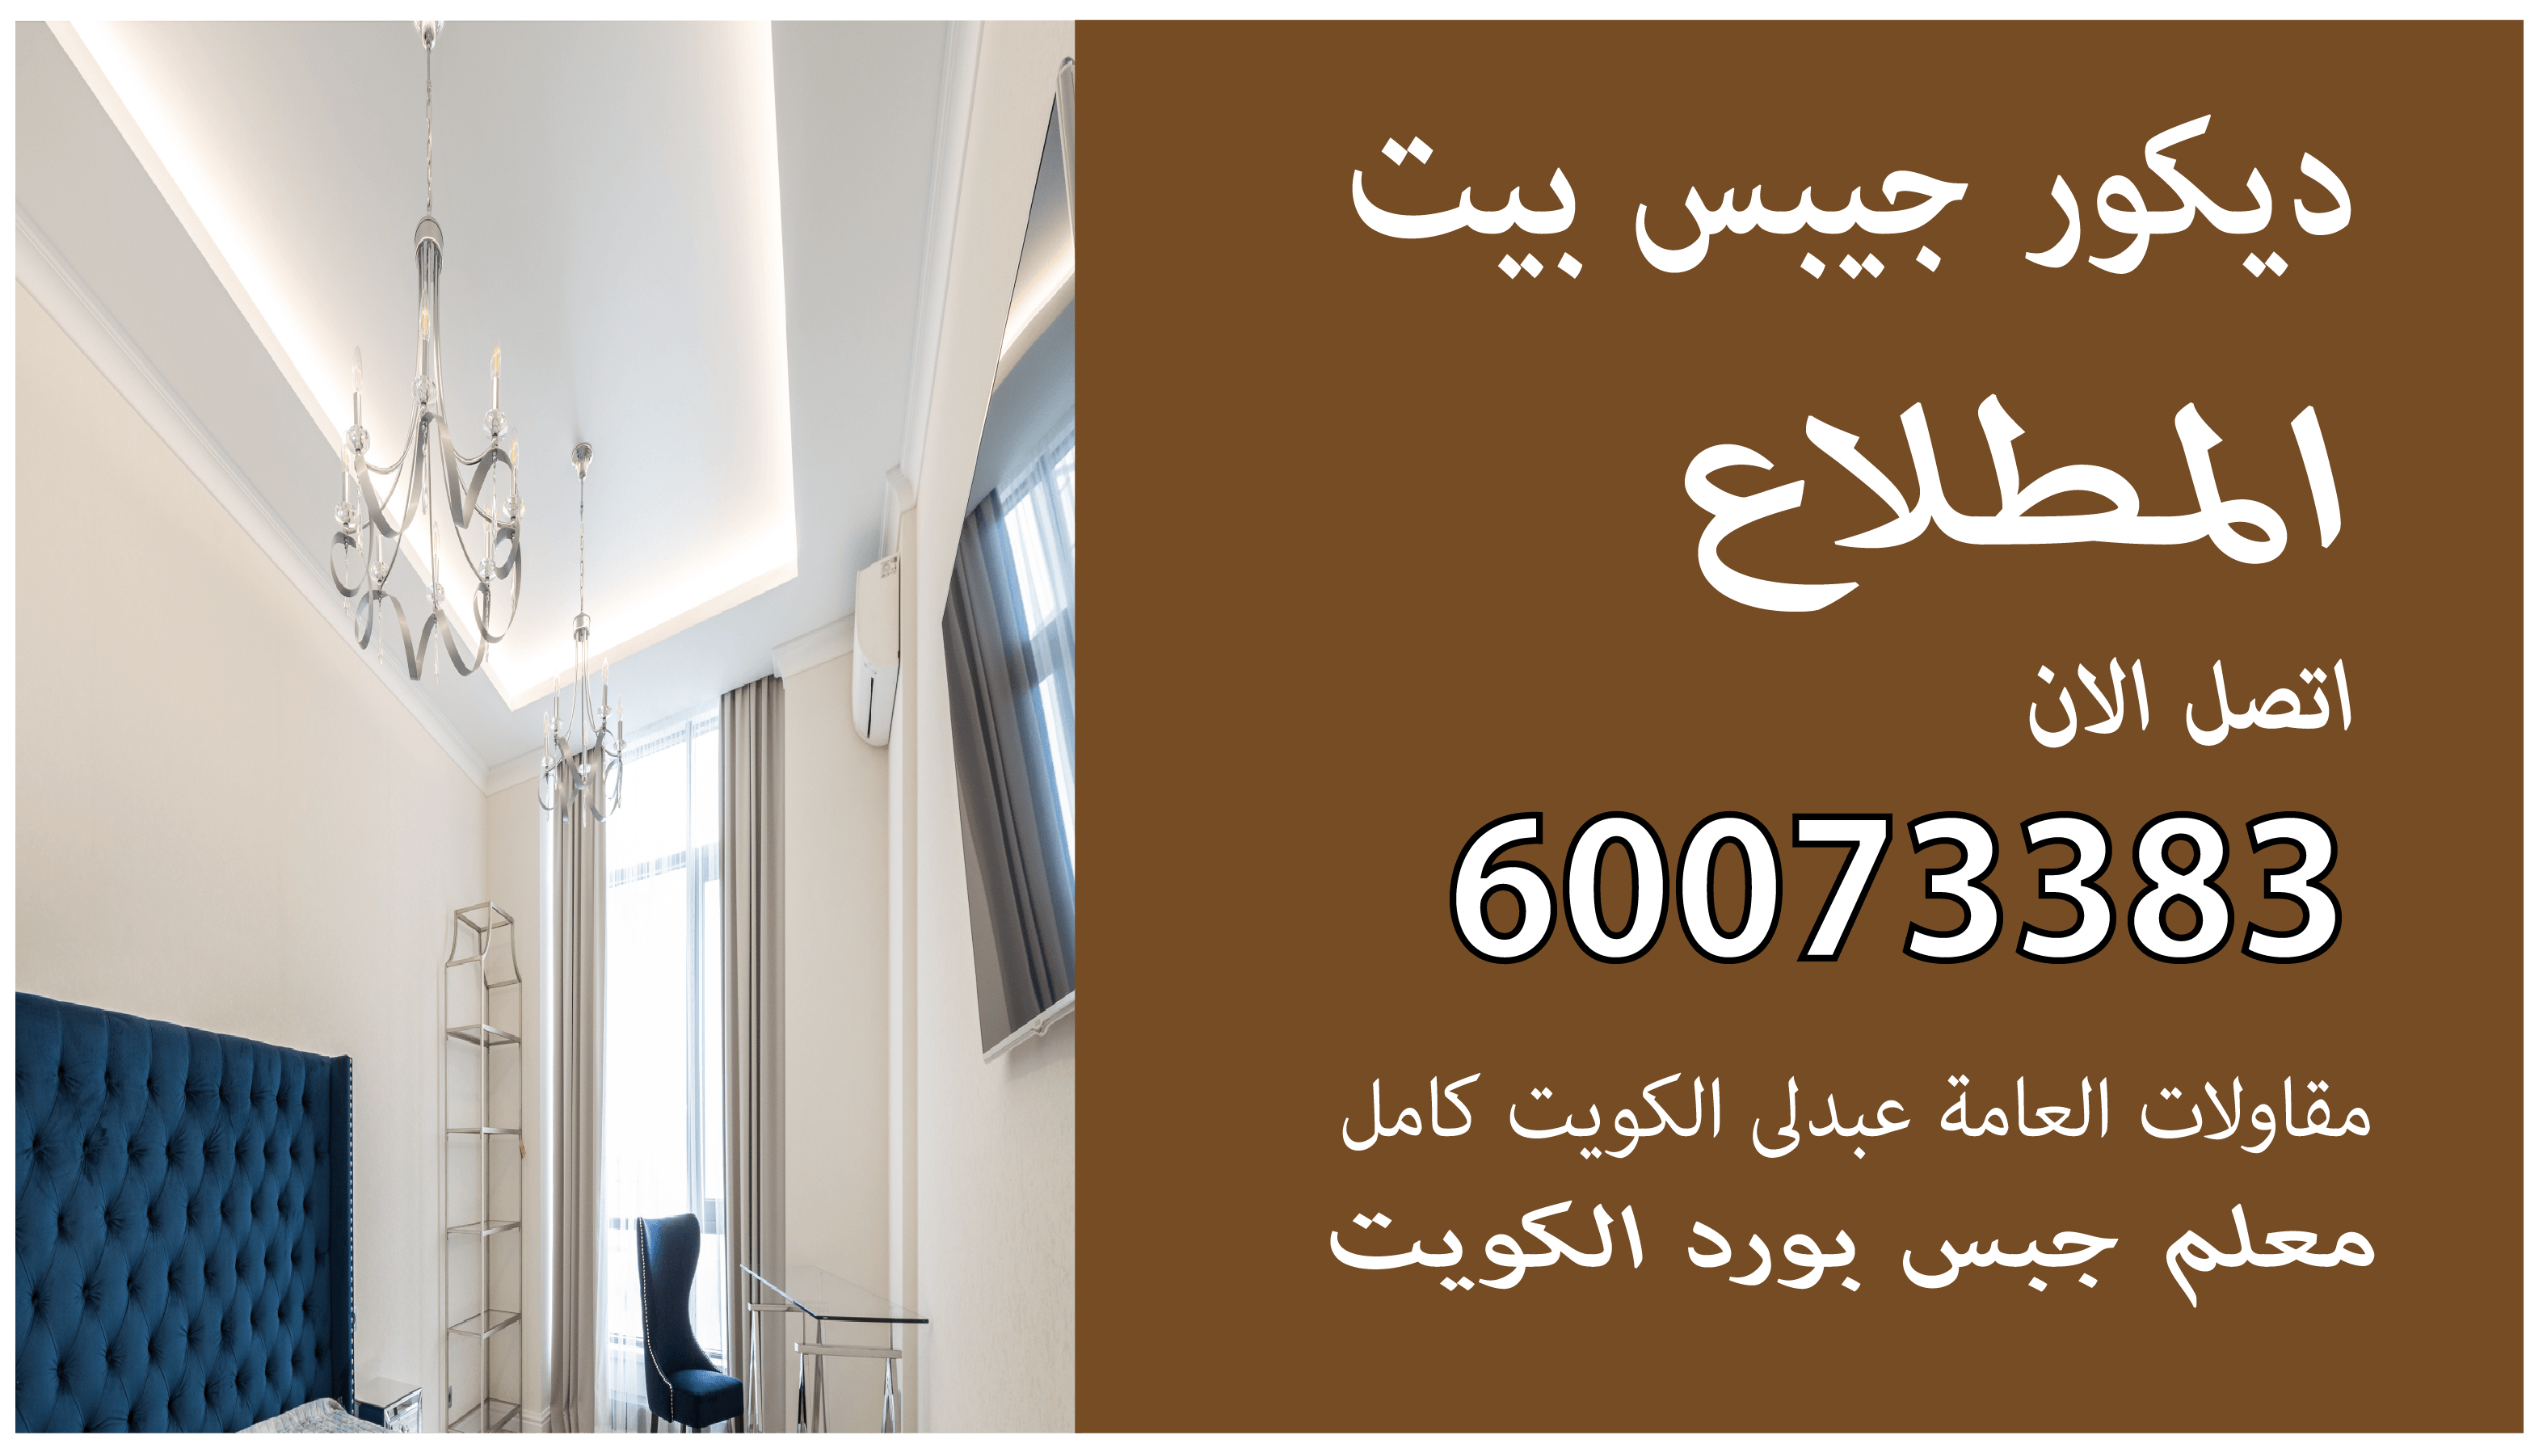 ديكور جيبس بيت
المطلاع
اتصل الان
60073383
مقاولات العامة عبدلى الكويت كامل
معلم جبس بورد الكويت